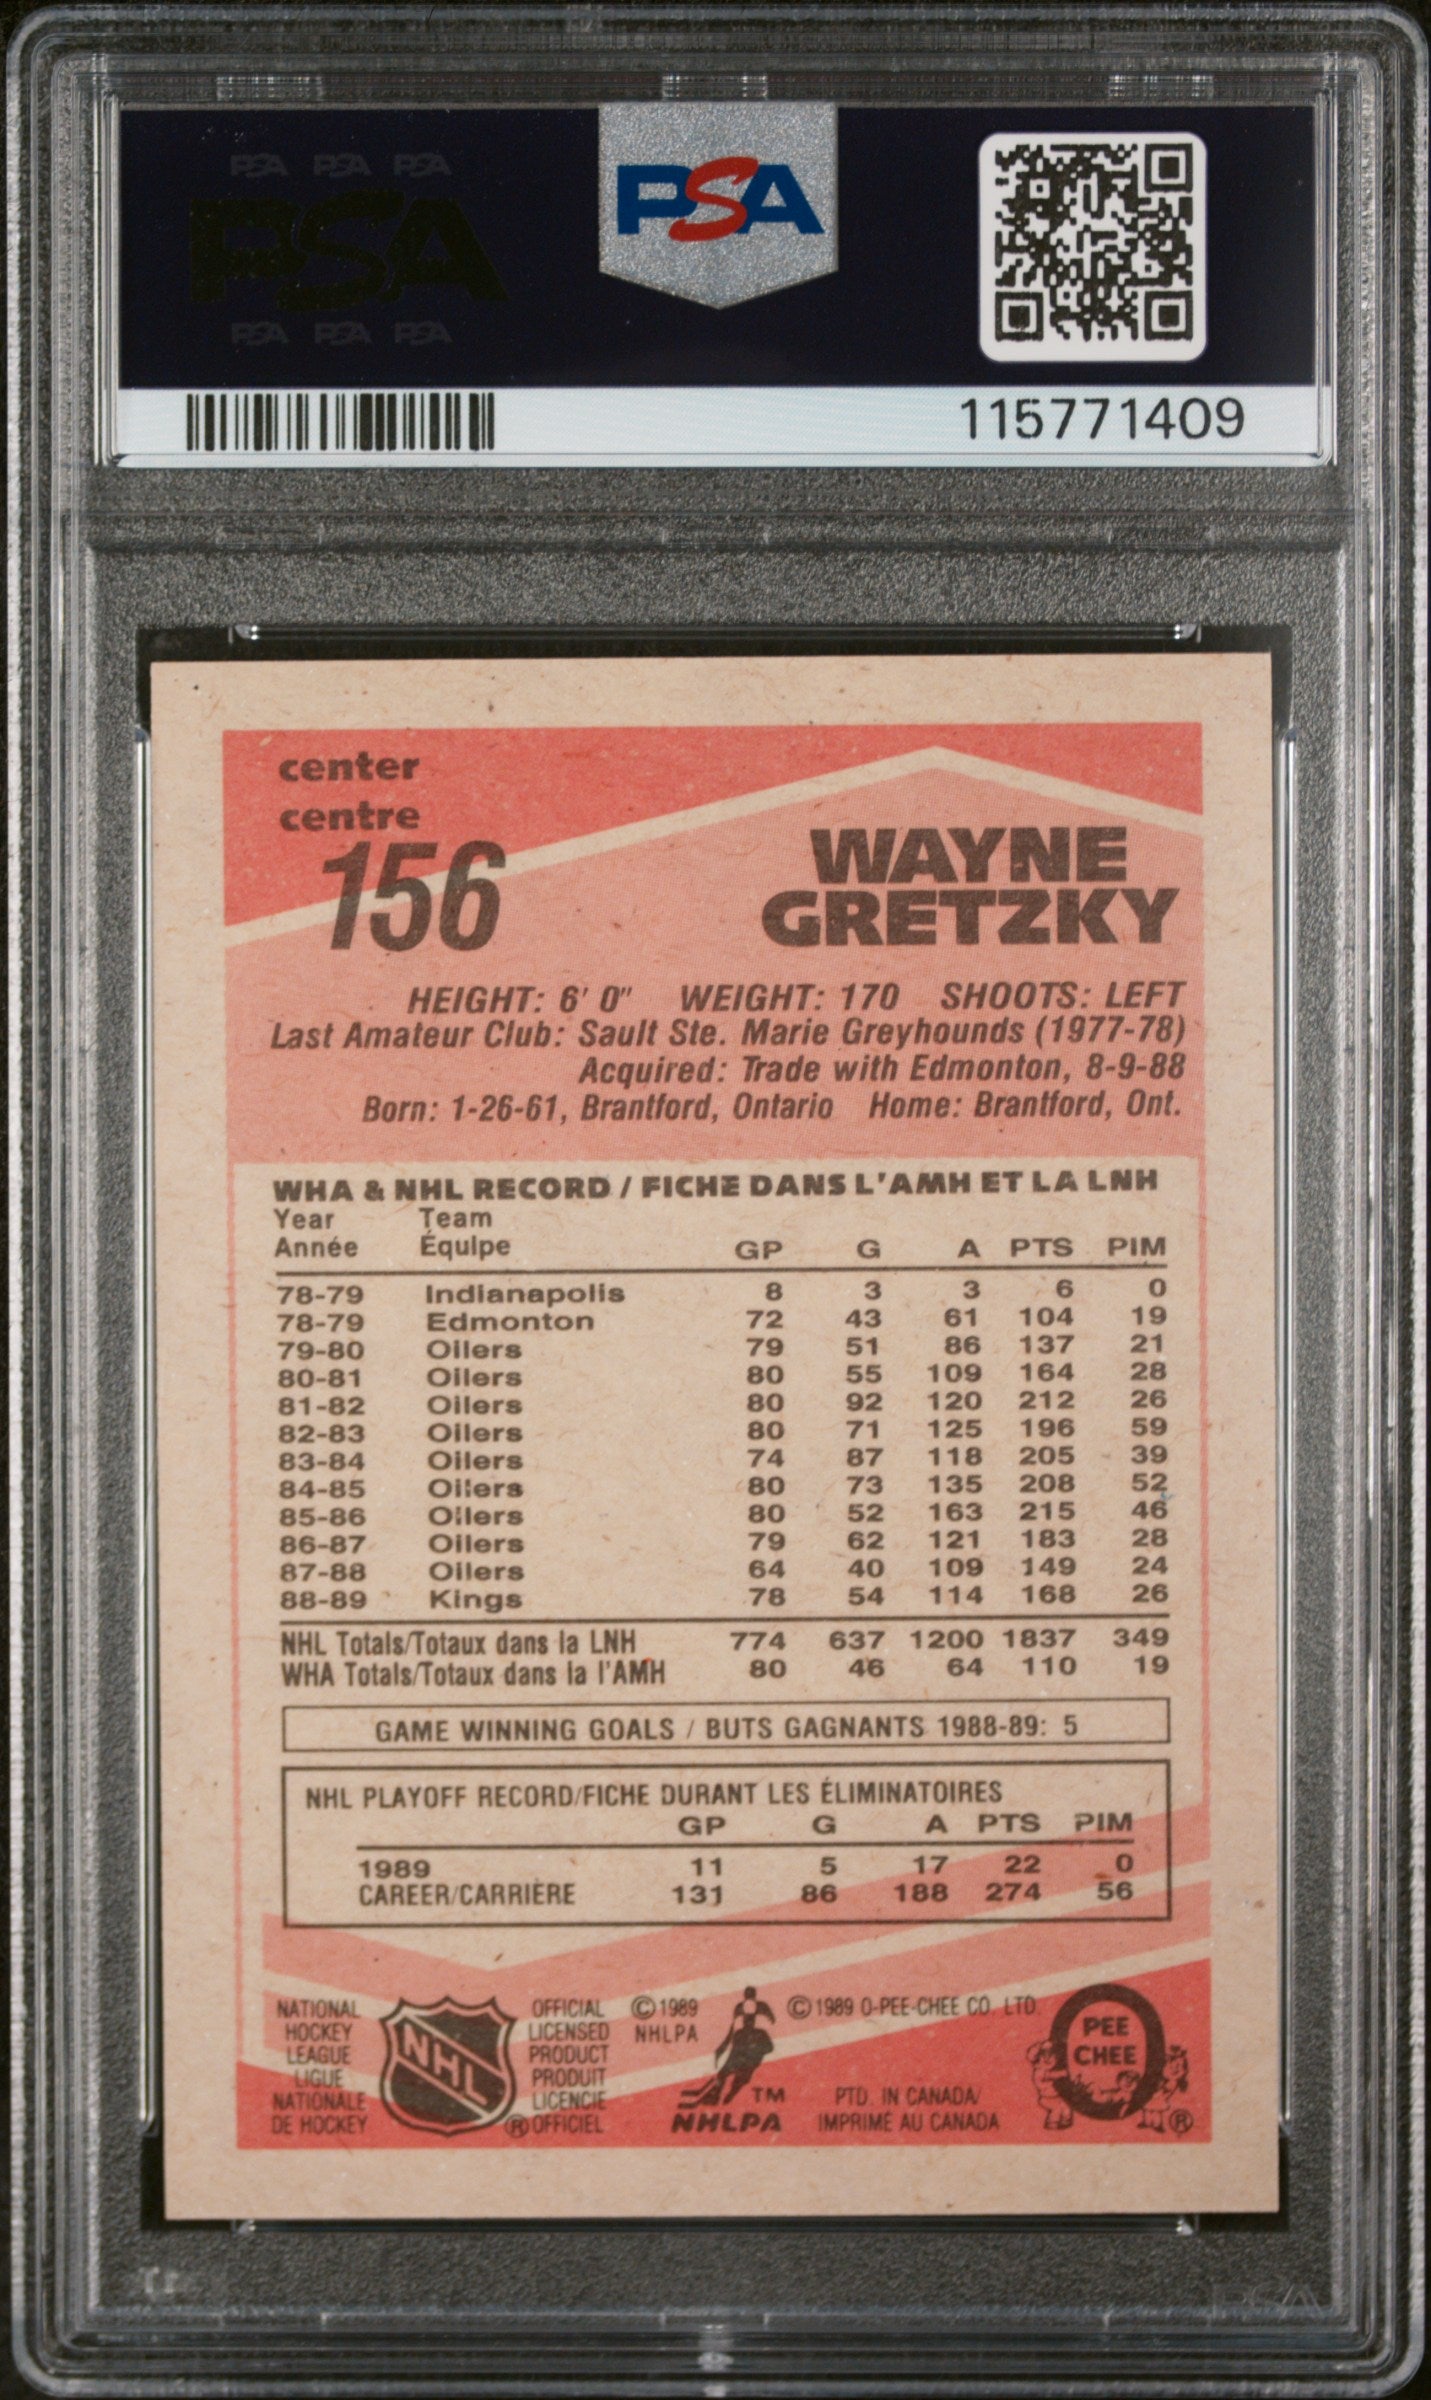 PSA PSA PSA
PSA
PSA PSA PSA
PSA
115771409
center
centre
156
WAYNE
GRETZKY
HEIGHT: 6' 0" WEIGHT: 170 SHOOTS: LEFT
Last Amateur Club: Sault Ste. Marie Greyhounds (1977-78)
Acquired: Trade with Edmonton, 8-9-88
Born: 1-26-61, Brantford, Ontario Home: Brantford, Ont.
WHA & NHL RECORD / FICHE DANS L'AMH ET LA LNH
Year Team
Année Équipe GP G A PTS PIM
78-79 Indianapolis 8 3 3 6 0
78-79 Edmonton 72 43 61 104 19
79-80 Oilers 79 51 86 137 21
80-81 Oilers 80 55 109 164 28
81-82 Oilers 80 92 120 212 26
82-83 Oilers 80 71 125 196 59
83-84 Oilers 74 87 118 205 39
84-85 Oilers 80 73 135 208 52
85-86 Oilers 80 52 163 215 46
86-87 Oilers 79 62 121 183 28
87-88 Oilers 64 40 109 149 24
88-89 Kings 78 54 114 168 26
NHL Totals/Totaux dans la LNH 774 637 1200 1837 349
WHA Totals/Totaux dans la l'AMH 80 46 64 110 19
GAME WINNING GOALS / BUTS GAGNANTS 1988-89: 5
NHL PLAYOFF RECORD/FICHE DURANT LES ÉLIMINATOIRES
GP G A PTS PIM
1989 11 5 17 22 0
CAREER/CARRIÈRE 131 86 188 274 56
NATIONAL
HOCKEY
LEAGUE
LIGUE
NATIONALE
DE HOCKEY
NHL
OFFICIAL
LICENSED
PRODUCT
PRODUIT
LICENCIE
® OFFICIEL
©1989
NHLPA
TM
NHLPA
©1989 O-PEE-CHEE CO. LTD.
PTD. IN CANADA/
IMPRIMÉ AU CANADA
O
PEE
CHEE
®
PSA